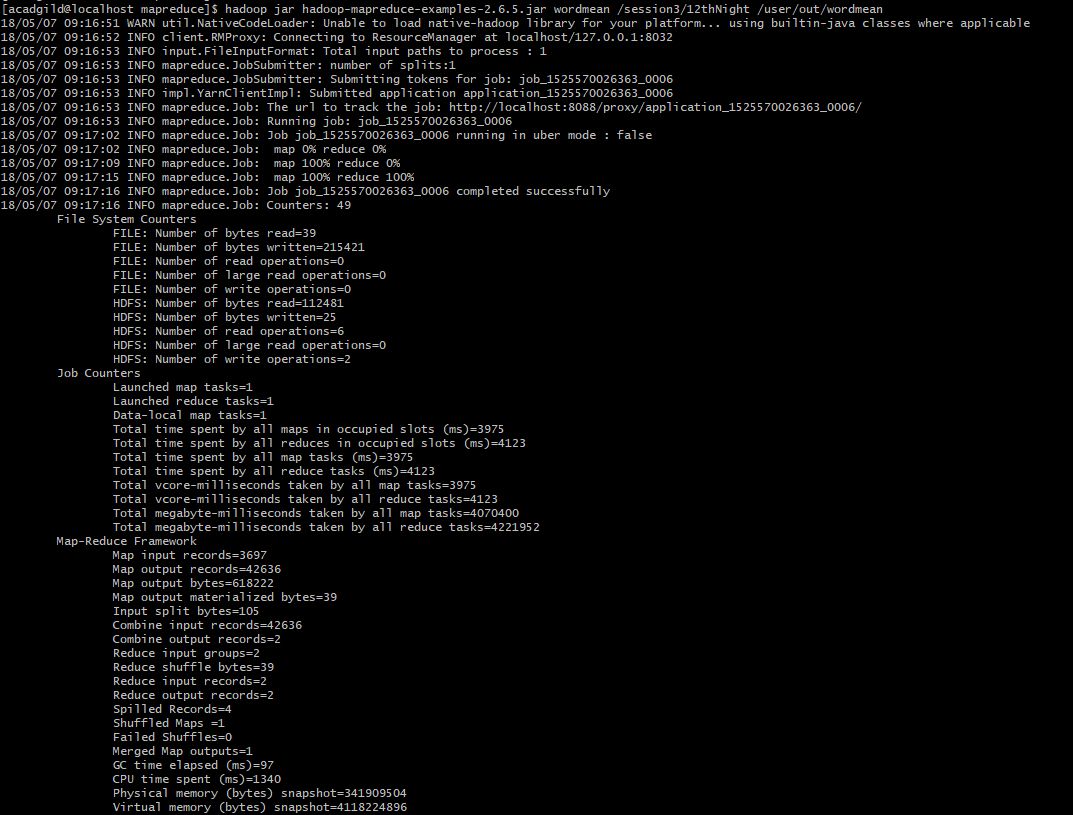 [acadgild@localhost mapreduce]$ hadoop jar hadoop-mapreduce-examples-2.6.5.jar wordmean /session3/12thNight /user/out/wordmean
18/05/07 09:16:51 WARN util.NativeCodeLoader: Unable to load native-hadoop library for your platform... using builtin-java classes where applicable
18/05/07 09:16:52 INFO client.RMProxy: Connecting to ResourceManager at localhost/127.0.0.1:8032
18/05/07 09:16:53 INFO input.FileInputFormat: Total input paths to process : 1
18/05/07 09:16:53 INFO mapreduce.JobSubmitter: number of splits:1
18/05/07 09:16:53 INFO mapreduce.JobSubmitter: Submitting tokens for job: job_1525570026363_0006
18/05/07 09:16:53 INFO impl.YarnClientImpl: Submitted application application_1525570026363_0006
18/05/07 09:16:53 INFO mapreduce.Job: The url to track the job: http://localhost:8088/proxy/application_1525570026363_0006/
18/05/07 09:16:53 INFO mapreduce.Job: Running job: job_1525570026363_0006
18/05/07 09:17:02 INFO mapreduce.Job: Job job_1525570026363_0006 running in uber mode : false
18/05/07 09:17:02 INFO mapreduce.Job:  map 0% reduce 0%
18/05/07 09:17:09 INFO mapreduce.Job:  map 100% reduce 0%
18/05/07 09:17:15 INFO mapreduce.Job:  map 100% reduce 100%
18/05/07 09:17:16 INFO mapreduce.Job: Job job_1525570026363_0006 completed successfully
18/05/07 09:17:16 INFO mapreduce.Job: Counters: 49
File System Counters
FILE: Number of bytes read=39
FILE: Number of bytes written=215421
FILE: Number of read operations=0
FILE: Number of large read operations=0
FILE: Number of write operations=0
HDFS: Number of bytes read=112481
HDFS: Number of bytes written=25
HDFS: Number of read operations=6
HDFS: Number of large read operations=0
HDFS: Number of write operations=2
Job Counters
Launched map tasks=1
Launched reduce tasks=1
Data-local map tasks=1
Total time spent by all maps in occupied slots (ms)=3975
Total time spent by all reduces in occupied slots (ms)=4123
Total time spent by all map tasks (ms)=3975
Total time spent by all reduce tasks (ms)=4123
Total vcore-milliseconds taken by all map tasks=3975
Total vcore-milliseconds taken by all reduce tasks=4123
Total megabyte-milliseconds taken by all map tasks=4070400
Total megabyte-milliseconds taken by all reduce tasks=4221952
Map-Reduce Framework
Map input records=3697
Map output records=42636
Map output bytes=618222
Map output materialized bytes=39
Input split bytes=105
Combine input records=42636
Combine output records=2
Reduce input groups=2
Reduce shuffle bytes=39
Reduce input records=2
Reduce output records=2
Spilled Records=4
Shuffled Maps =1
Failed Shuffles=0
Merged Map outputs=1
GC time elapsed (ms)=97
CPU time spent (ms)=1340
Physical memory (bytes) snapshot=341909504
Virtual memory (bytes) snapshot=4118224896